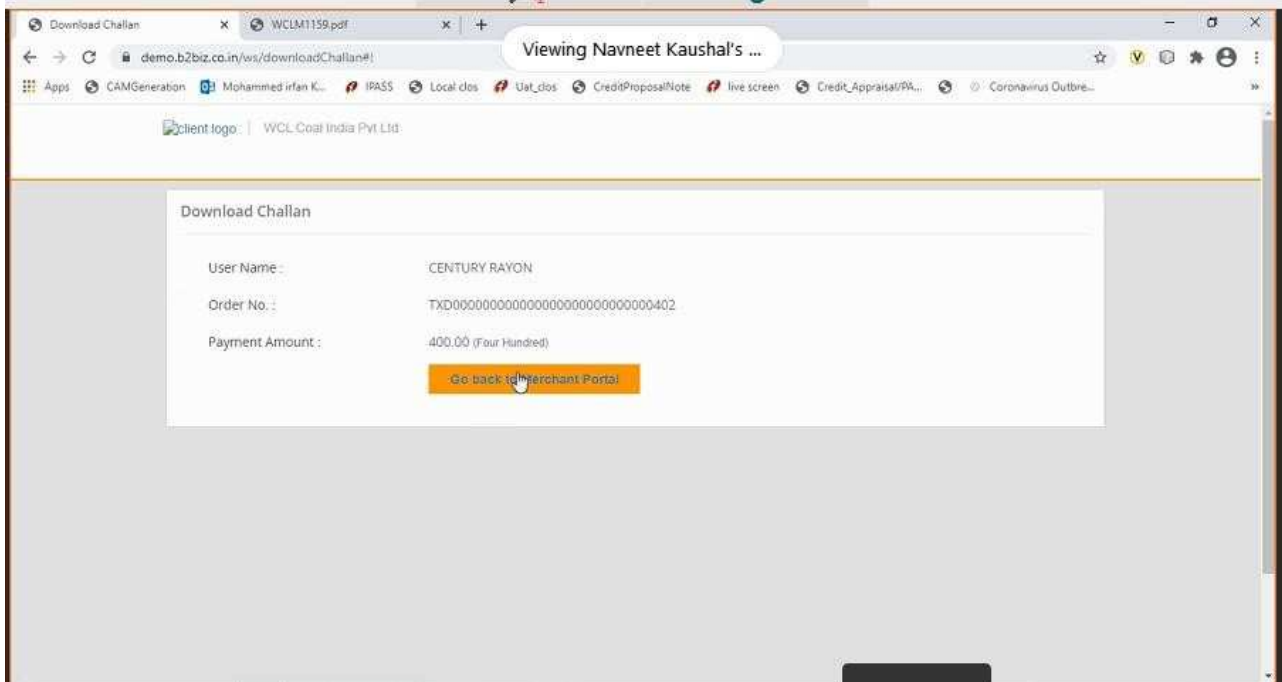 Download Challan
WCLM1159.pdf
Viewing Navneet Kaushal's ...
demo.b2biz.co.in/ws/downloadChallan#!
Apps CAMGeneration Mohammed irfan K... IPASS Local clos Uat_clos CreditProposalNote live screen Credit_Appraisal/PA... Coronavirus Outbre...
client logo WCL Coal India Pvt Ltd
Download Challan
User Name : CENTURY RAYON
Order No. :
Payment Amount : 400.00 (Four Hundred)
Go back to Merchant Portal